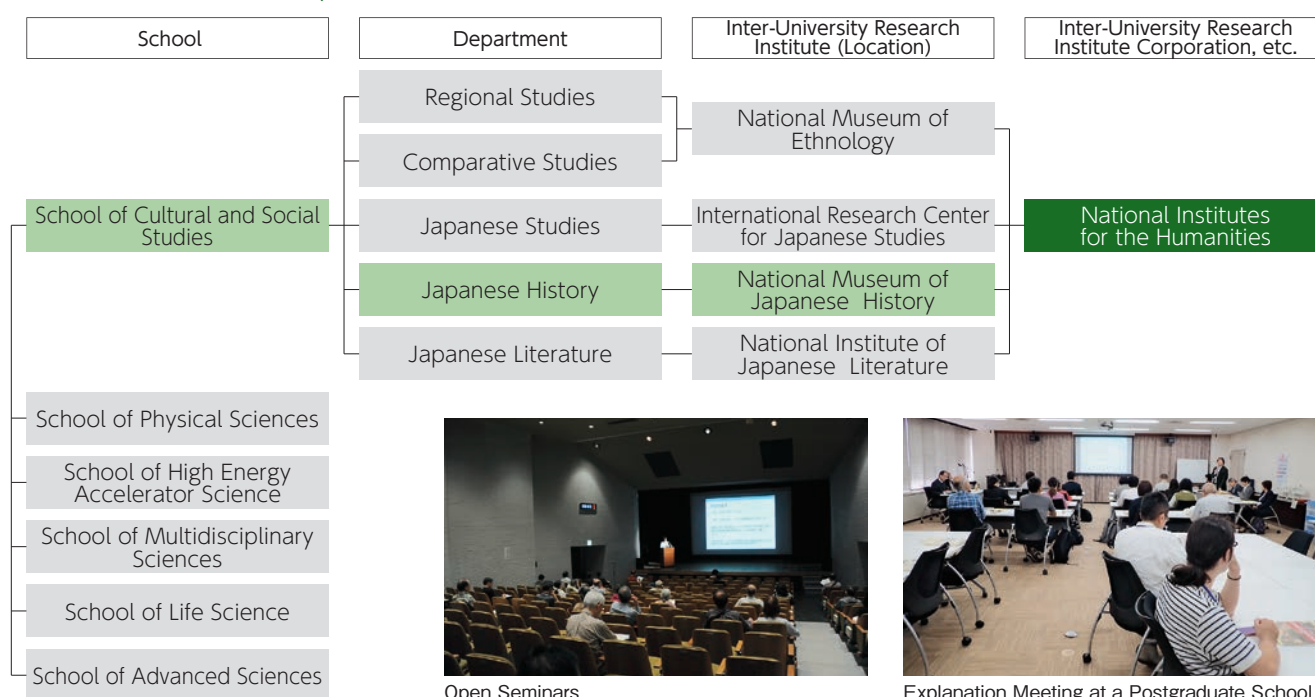 School
Department
Inter-University Research
Institute (Location)
Inter-University Research
Institute Corporation, etc.
Regional Studies
Comparative Studies
National Museum of
Ethnology
School of Cultural and Social
Studies
Japanese Studies
International Research Center
for Japanese Studies
National Institutes
for the Humanities
Japanese History
National Museum of
Japanese History
Japanese Literature
National Institute of
Japanese Literature
School of Physical Sciences
School of High Energy
Accelerator Science
School of Multidisciplinary
Sciences
School of Life Science
School of Advanced Sciences
Open Seminars
Explanation Meeting at a Postgraduate School